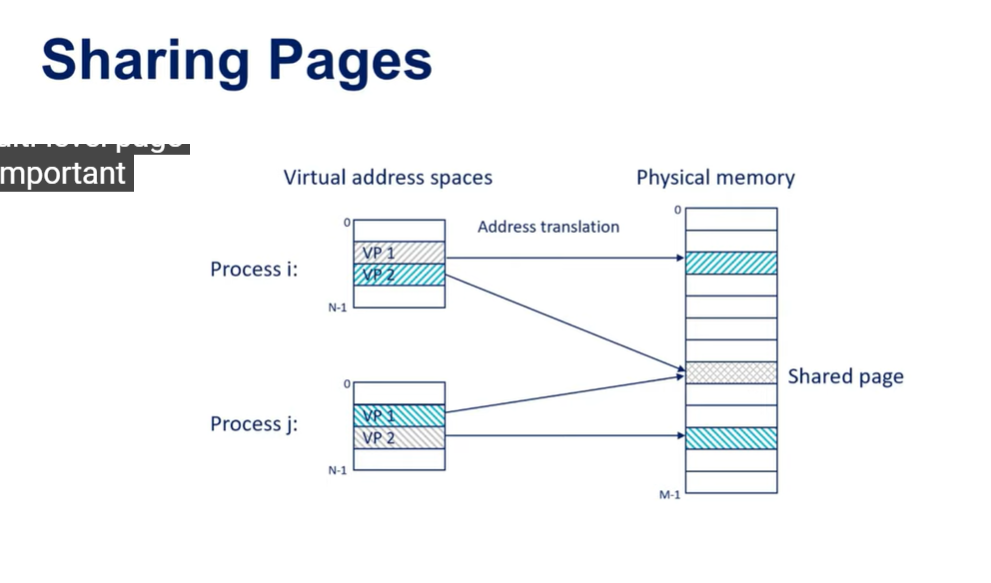 Sharing Pages
mportant
Virtual address spaces
Physical memory
0
0
Address translation
VP 1
Process i:
VP 2
N-1
Shared page
0
VP 1
Process j:
VP 2
N-1
M-1